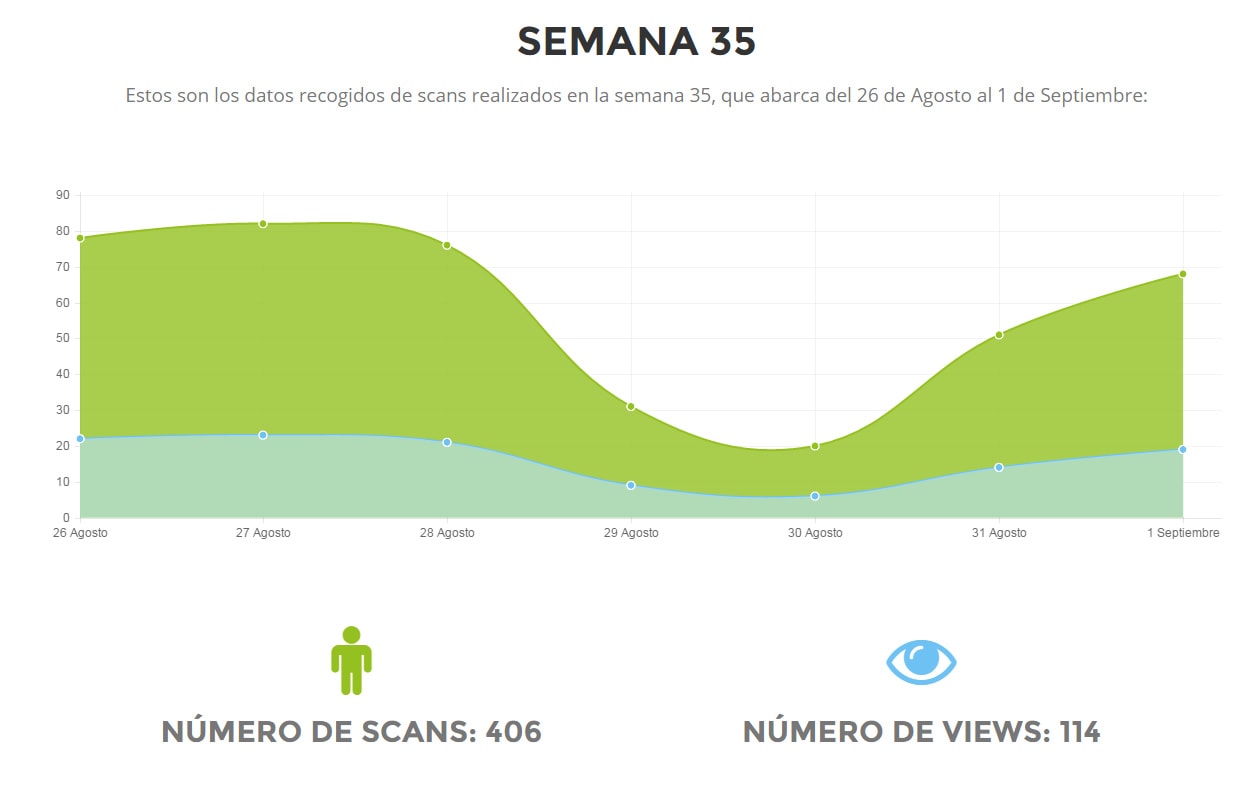 SEMANA 35
Estos son los datos recogidos de scans realizados en la semana 35, que abarca del 26 de Agosto al 1 de Septiembre:
90
80
70
60
50
40
30
20
10
0
26 Agosto 27 Agosto 28 Agosto 29 Agosto 30 Agosto 31 Agosto 1 Septiembre
NÚMERO DE SCANS: 406 NÚMERO DE VIEWS: 114